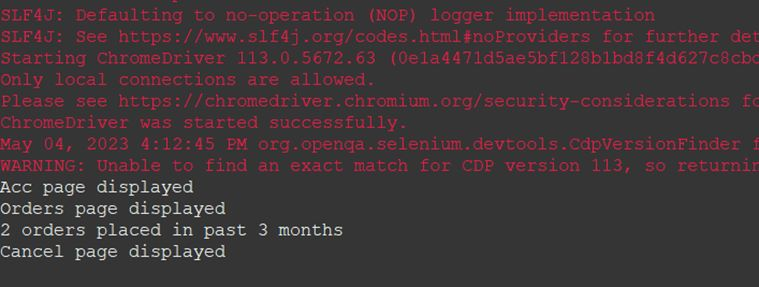 SLF4J: Defaulting to no-operation (NOP) logger implementation
SLF4J: See https://www.slf4j.org/codes.html#noProviders for further det
Starting ChromeDriver 113.0.5672.63 (0e1a4471d5ae5bf128b1bd8f4d627c8cbd
Only local connections are allowed.
Please see https://chromedriver.chromium.org/security-considerations fo
ChromeDriver was started successfully.
May 04, 2023 4:12:45 PM org.openqa.selenium.devtools.CdpVersionFinder f
WARNING: Unable to find an exact match for CDP version 113, so returnin
Acc page displayed
Orders page displayed
2 orders placed in past 3 months
Cancel page displayed